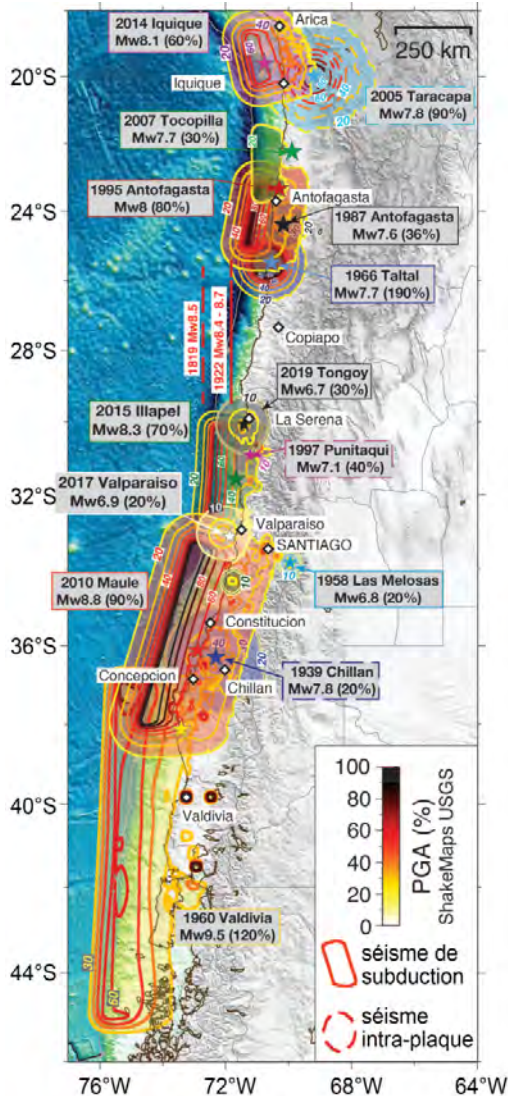 2014 Iquique
Mw8.1 (60%)
Arica
250 km
20°S
Iquique
2005 Taracapa
Mw7.8 (90%)
2007 Tocopilla
Mw7.7 (30%)
1995 Antofagasta
Mw8 (80%)
Antofagasta
24°S
1987 Antofagasta
Mw7.6 (36%)
1966 Taltal
Mw7.7 (190%)
1819 Mw8.5
1922 Mw8.4 - 8.7
Copiapo
28°S
2019 Tongoy
Mw6.7 (30%)
2015 Illapel
Mw8.3 (70%)
La Serena
1997 Punitaqui
Mw7.1 (40%)
32°S
2017 Valparaiso
Mw6.9 (20%)
Valparaiso
SANTIAGO
2010 Maule
Mw8.8 (90%)
1958 Las Melosas
Mw6.8 (20%)
Constitucion
36°S
Concepcion
Chillan
1939 Chillan
Mw7.8 (20%)
40°S
Valdivia
1960 Valdivia
Mw9.5 (120%)
44°S
100
80
60
40
20
0
PGA (%)
ShakeMaps USGS
séisme de
subduction
séisme
intra-plaque
76°W
72°W
68°W
64°W